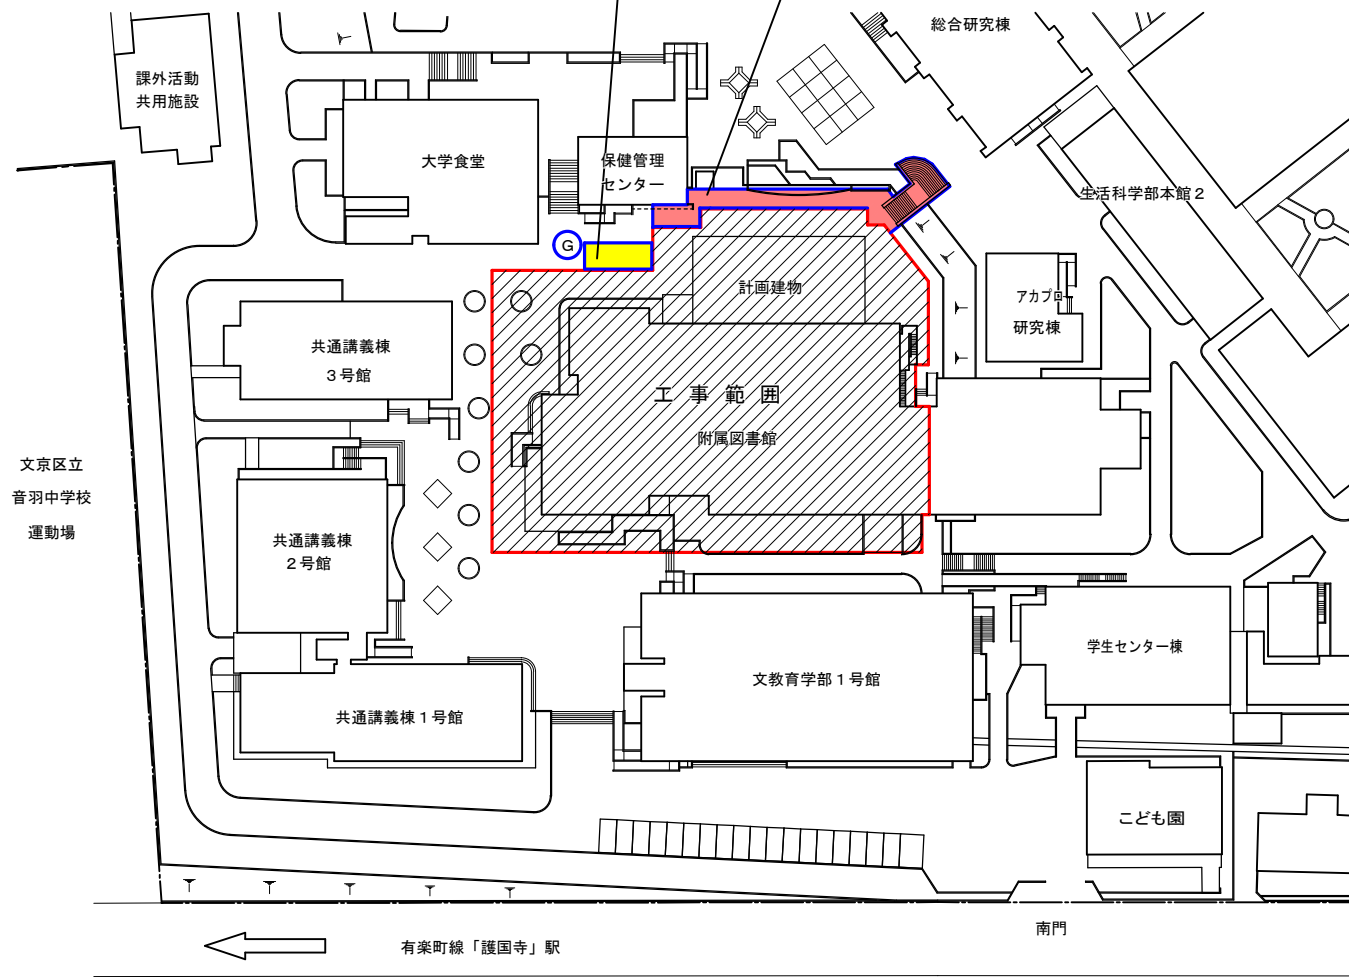 総合研究棟
課外活動
共用施設
大学食堂
保健管理
センター
生活科学部本館２
G
計画建物
アカプロ
研究棟
共通講義棟
３号館
工事範囲
附属図書館
文京区立
音羽中学校
運動場
共通講義棟
２号館
学生センター棟
文教育学部１号館
共通講義棟１号館
こども園
南門
有楽町線「護国寺」駅